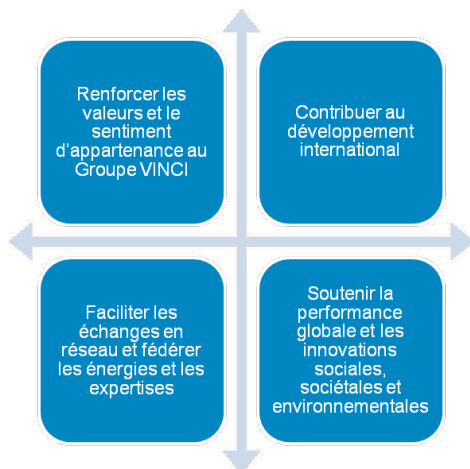 Renforcer les
valeurs et le
sentiment
d'appartenance au
Groupe VINCI
Contribuer au
développement
international
Faciliter les
échanges en
réseau et fédérer
les énergies et les
expertises
Soutenir la
performance
globale et les
innovations
sociales,
sociétales et
environnementales